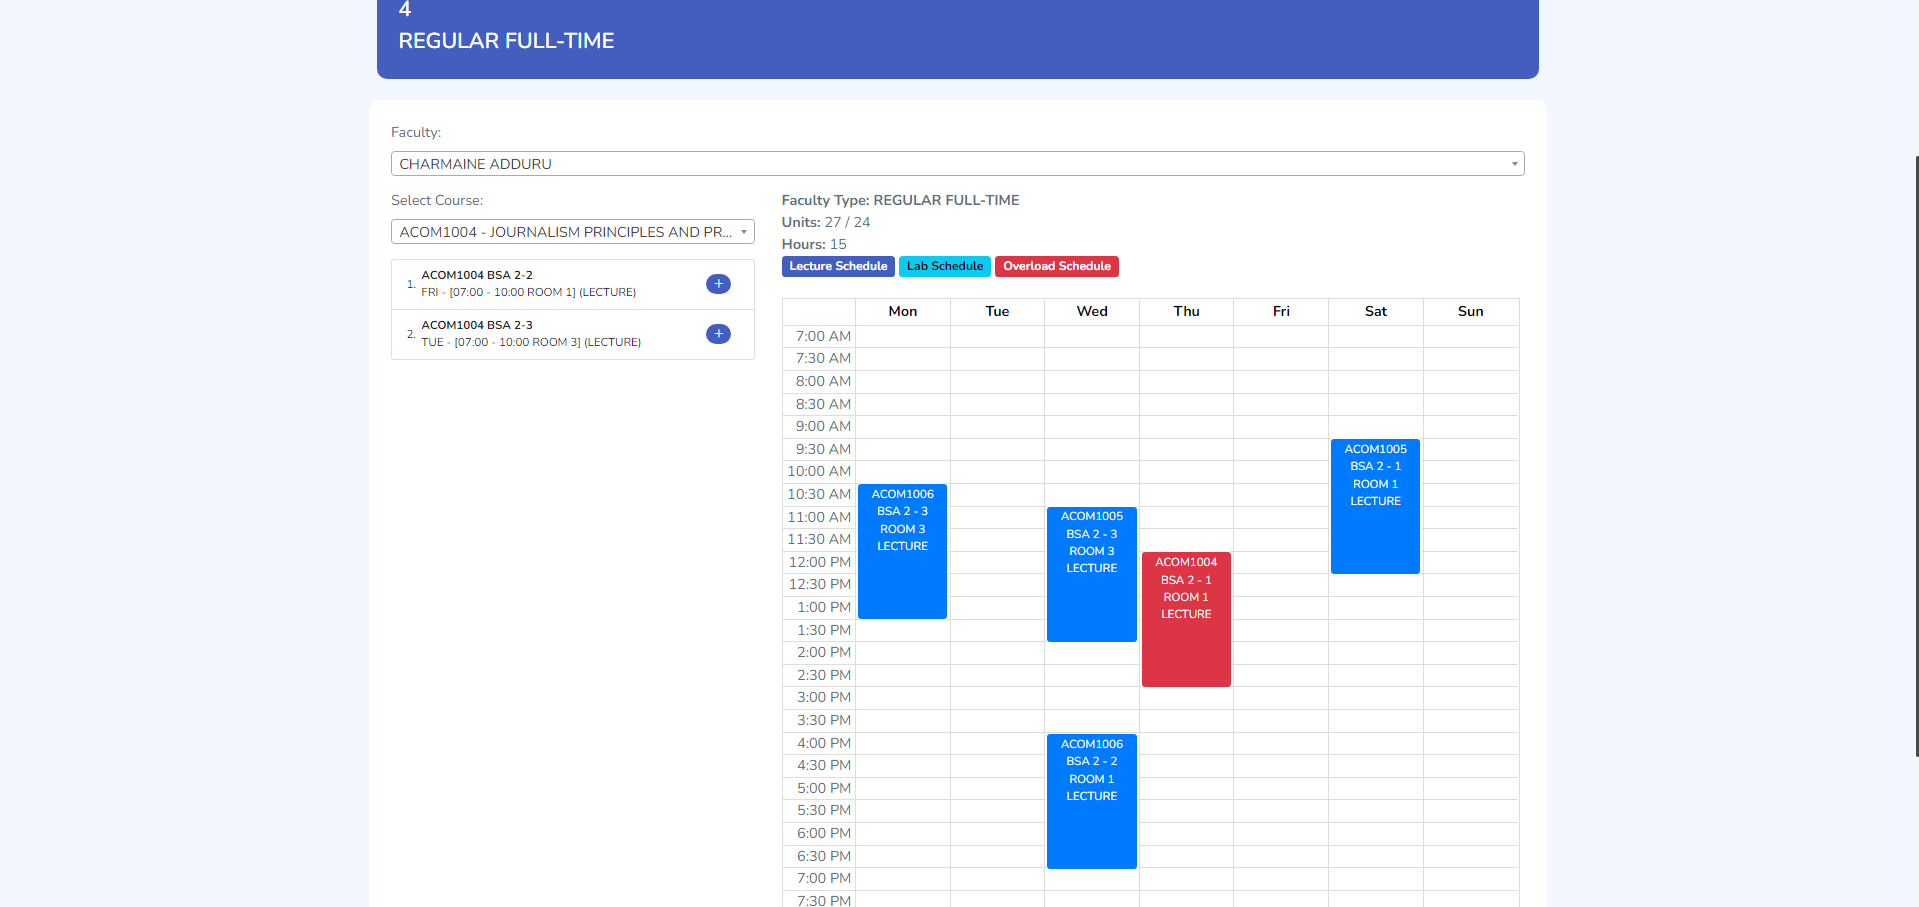 4
REGULAR FULL-TIME
Faculty:
CHARMAINE ADDURU
Select Course:
ACOM1004 - JOURNALISM PRINCIPLES AND PR...
1. ACOM1004 BSA 2-2
FRI - [07:00 - 10:00 ROOM 1] (LECTURE)
+
2. ACOM1004 BSA 2-3
TUE - [07:00 - 10:00 ROOM 3] (LECTURE)
+
Faculty Type: REGULAR FULL-TIME
Units: 27 / 24
Hours: 15
Lecture Schedule Lab Schedule Overload Schedule
Mon Tue Wed Thu Fri Sat Sun
7:00 AM
7:30 AM
8:00 AM
8:30 AM
9:00 AM
9:30 AM
10:00 AM
10:30 AM
11:00 AM
11:30 AM
12:00 PM
12:30 PM
1:00 PM
1:30 PM
2:00 PM
2:30 PM
3:00 PM
3:30 PM
4:00 PM
4:30 PM
5:00 PM
5:30 PM
6:00 PM
6:30 PM
7:00 PM
7:30 PM
ACOM1006
BSA 2 - 3
ROOM 3
LECTURE
ACOM1005
BSA 2 - 3
ROOM 3
LECTURE
ACOM1006
BSA 2 - 2
ROOM 1
LECTURE
ACOM1004
BSA 2 - 1
ROOM 1
LECTURE
ACOM1005
BSA 2 - 1
ROOM 1
LECTURE